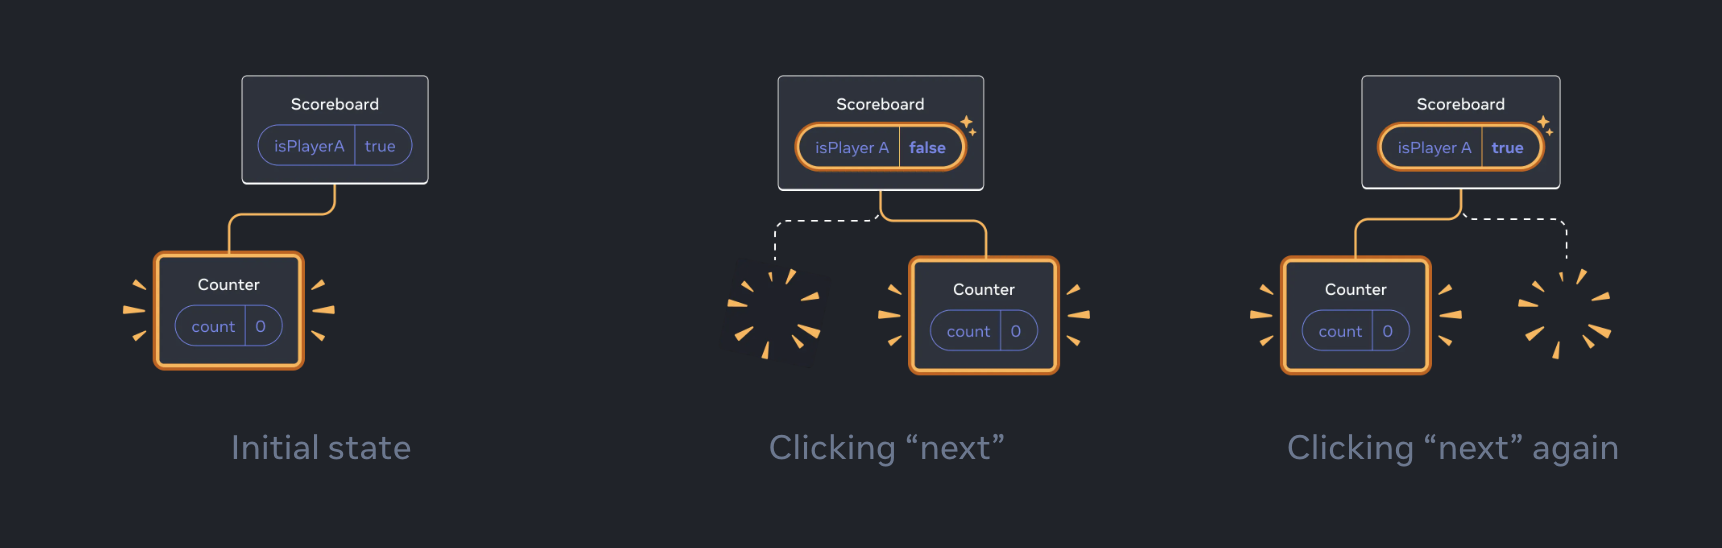 Scoreboard
isPlayerA true
Counter
count 0
Initial state
Scoreboard
isPlayer A false
Counter
count 0
Clicking “next”
Scoreboard
isPlayer A true
Counter
count 0
Clicking “next” again